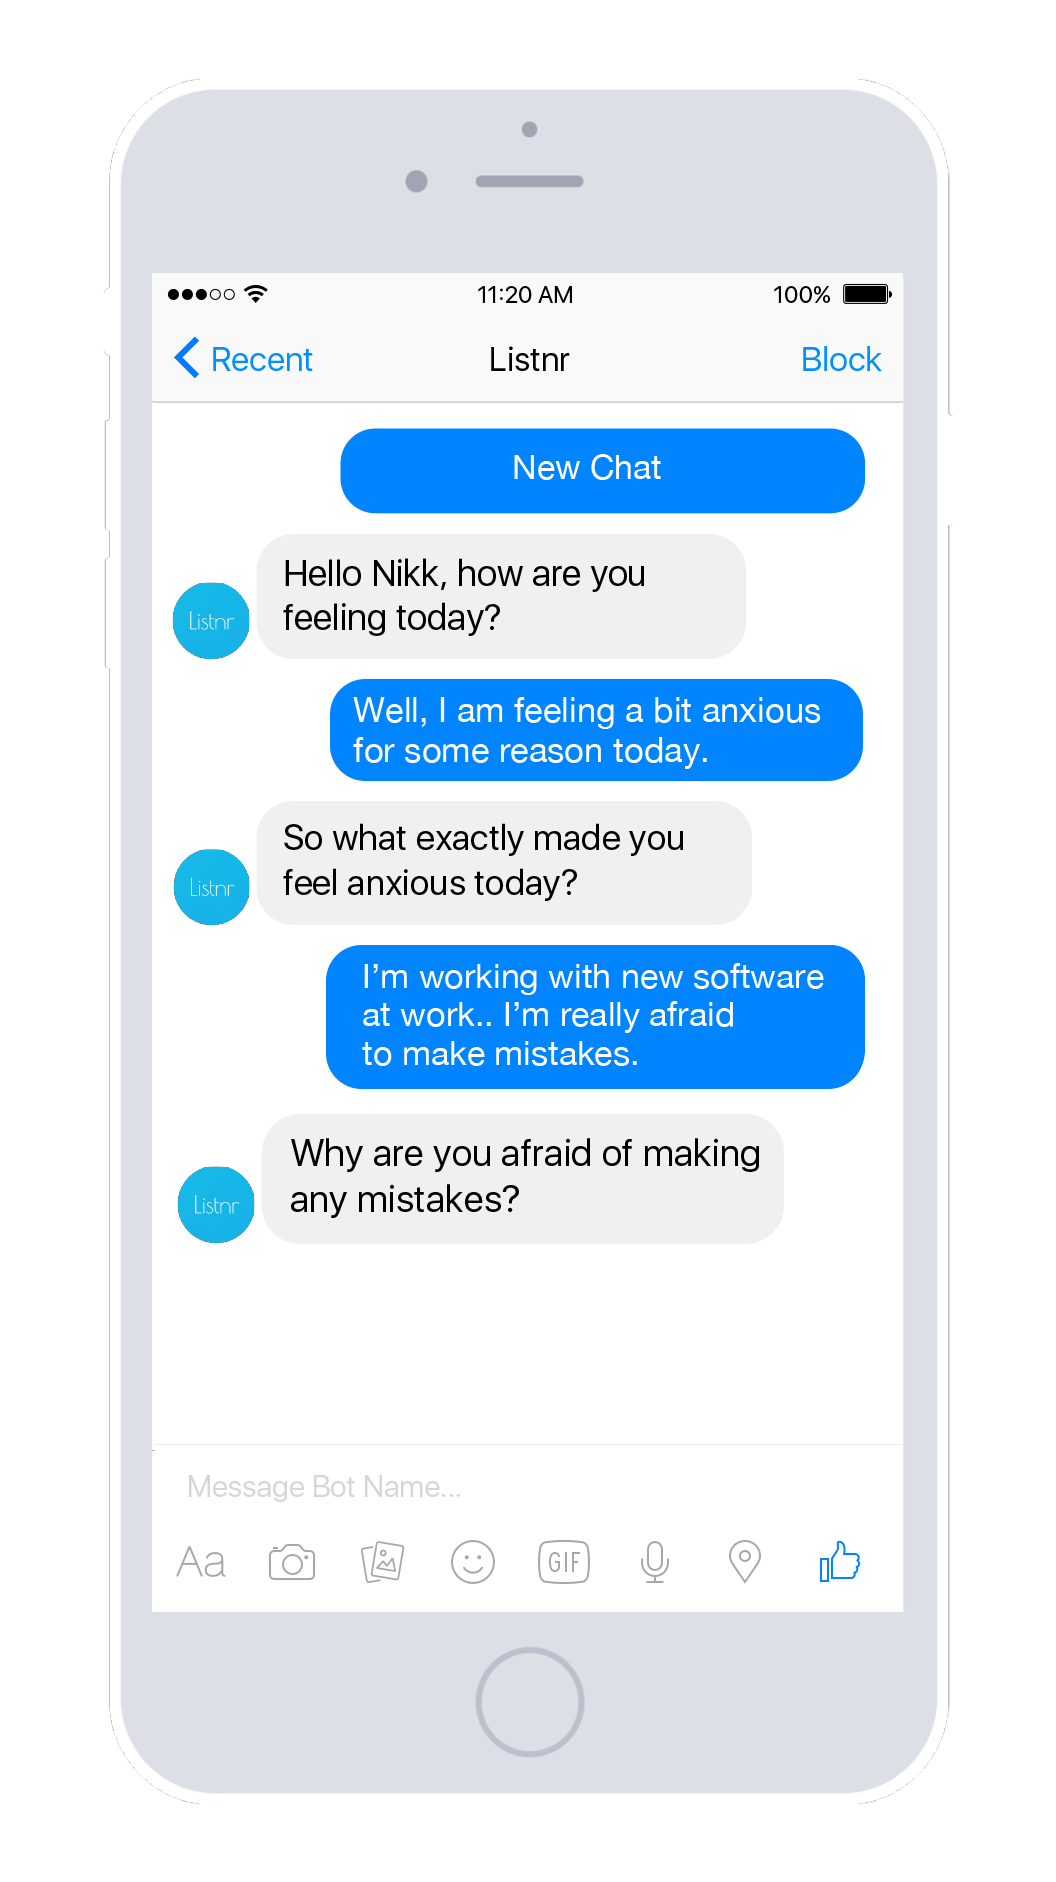 11:20 AM
100%
Recent
Listnr
Block
New Chat
Hello Nikk, how are you
feeling today?
Listnr
Well, I am feeling a bit anxious
for some reason today.
So what exactly made you
feel anxious today?
Listnr
I’m working with new software
at work.. I’m really afraid
to make mistakes.
Why are you afraid of making
any mistakes?
Listnr
Message Bot Name...
Aa
GIF